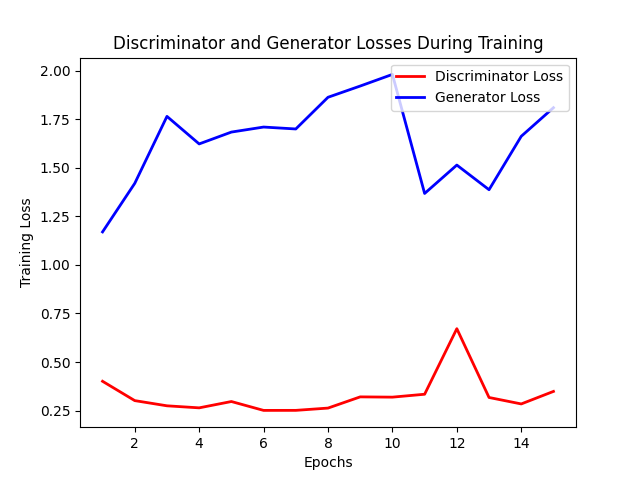 Discriminator and Generator Losses During Training
Discriminator Loss
Generator Loss
2.00
1.75
1.50
1.25
1.00
0.75
0.50
0.25
Training Loss
2 4 6 8 10 12 14
Epochs